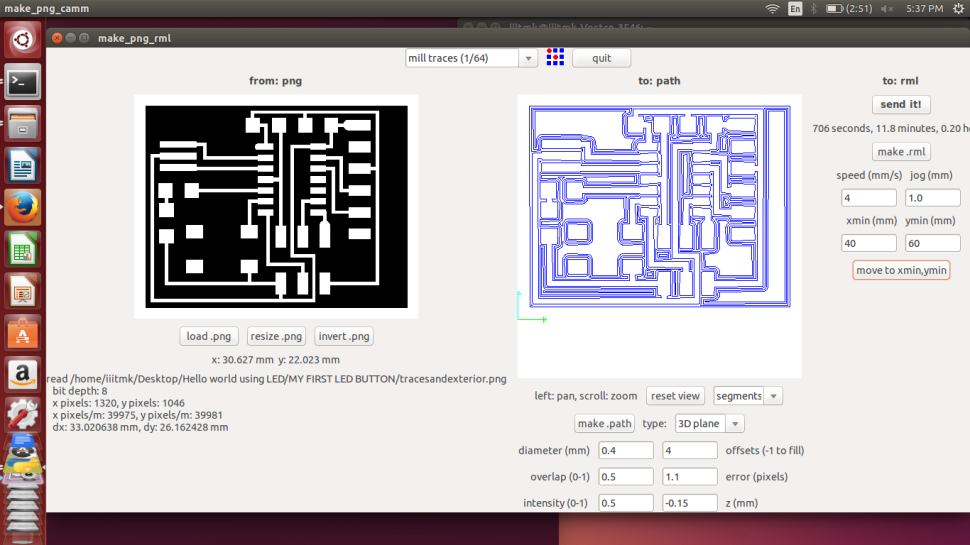 make_png_camm
En
(2:51)
5:37 PM
make_png_rml
mill traces (1/64)
quit
from: png
to: path
to: rml
send it!
706 seconds, 11.8 minutes, 0.20 h
make .rml
speed (mm/s) jog (mm)
4 1.0
xmin (mm) ymin (mm)
40 60
move to xmin,ymin
load .png resize .png invert .png
x: 30.627 mm y: 22.023 mm
read /home/iiitmk/Desktop/Hello world using LED/MY FIRST LED BUTTON/tracesandexterior.png
bit depth: 8
x pixels: 1320, y pixels: 1046
x pixels/m: 39975, y pixels/m: 39981
dx: 33.020638 mm, dy: 26.162428 mm
left: pan, scroll: zoom reset view segments
make .path type: 3D plane
diameter (mm) 0.4 4 offsets (-1 to fill)
overlap (0-1) 0.5 1.1 error (pixels)
intensity (0-1) 0.5 -0.15 z (mm)